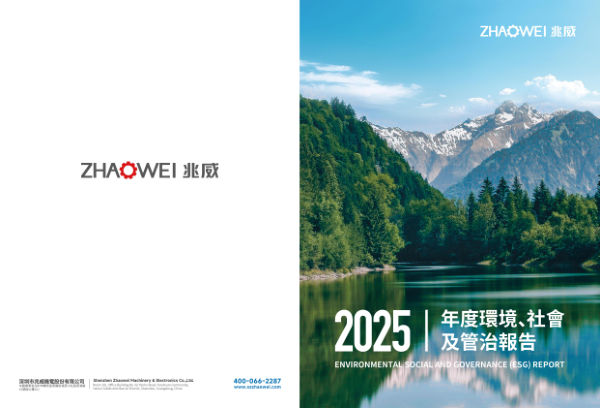 ZHAOWEI 兆威
深圳市兆威機電股份有限公司
Shenzhen Zhaowei Machinery & Electronics Co., Ltd.
400-066-2287
www.szzhaowei.com
ZHAOWEI 兆威
2025
年度環境、社會
及管治報告
ENVIRONMENTAL SOCIAL AND GOVERNANCE (ESG) REPORT